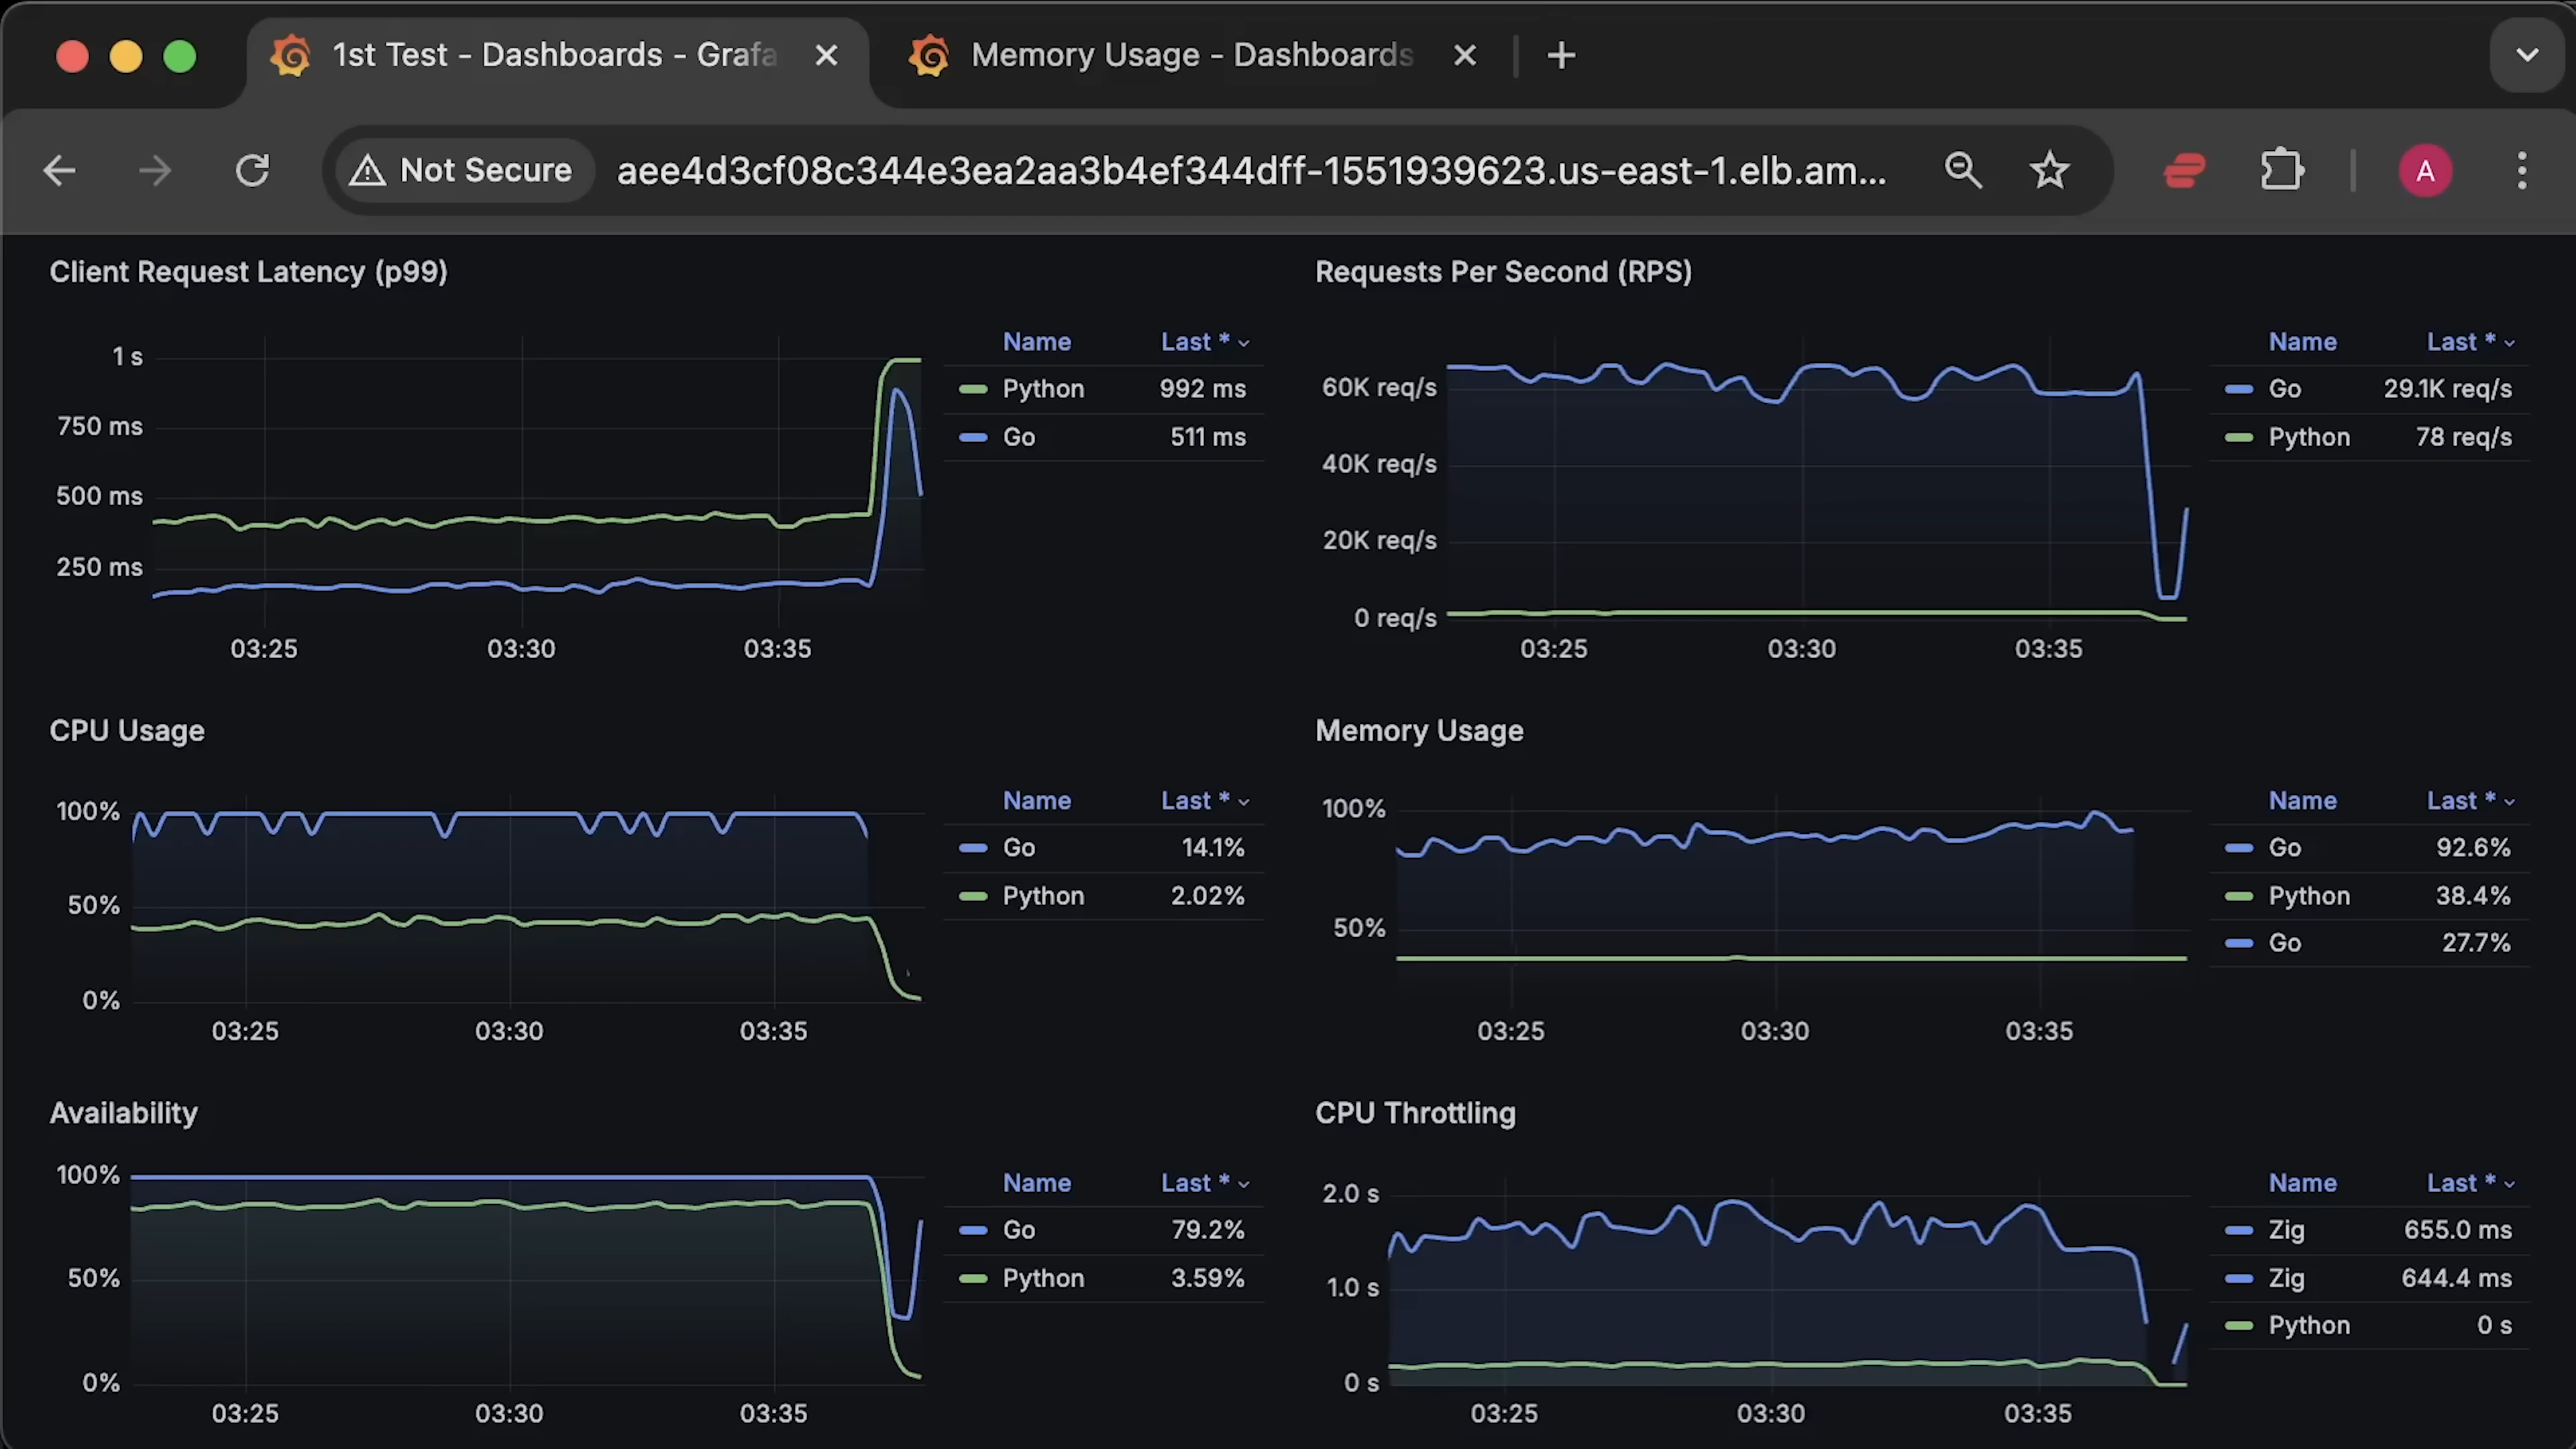 1st Test - Dashboards - Grafa
Memory Usage - Dashboards
Not Secure
aee4d3cf08c344e3ea2aa3b4ef344dff-1551939623.us-east-1.elb.am...
A
Client Request Latency (p99)
1 s
750 ms
500 ms
250 ms
03:25 03:30 03:35
Name Last *
Python 992 ms
Go 511 ms
Requests Per Second (RPS)
60K req/s
40K req/s
20K req/s
0 req/s
03:25 03:30 03:35
Name Last *
Go 29.1K req/s
Python 78 req/s
CPU Usage
100%
50%
0%
03:25 03:30 03:35
Name Last *
Go 14.1%
Python 2.02%
Memory Usage
100%
50%
03:25 03:30 03:35
Name Last *
Go 92.6%
Python 38.4%
Go 27.7%
Availability
100%
50%
0%
03:25 03:30 03:35
Name Last *
Go 79.2%
Python 3.59%
CPU Throttling
2.0 s
1.0 s
0 s
03:25 03:30 03:35
Name Last *
Zig 655.0 ms
Zig 644.4 ms
Python 0 s